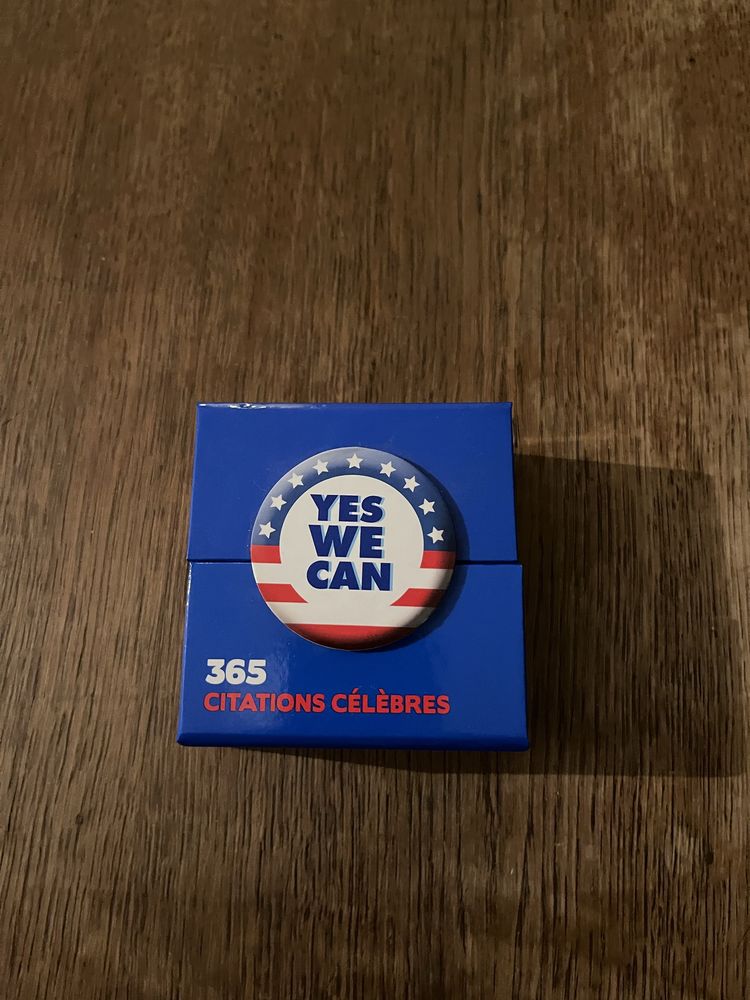 YES
WE
CAN
365
CITATIONS CÉLÈBRES